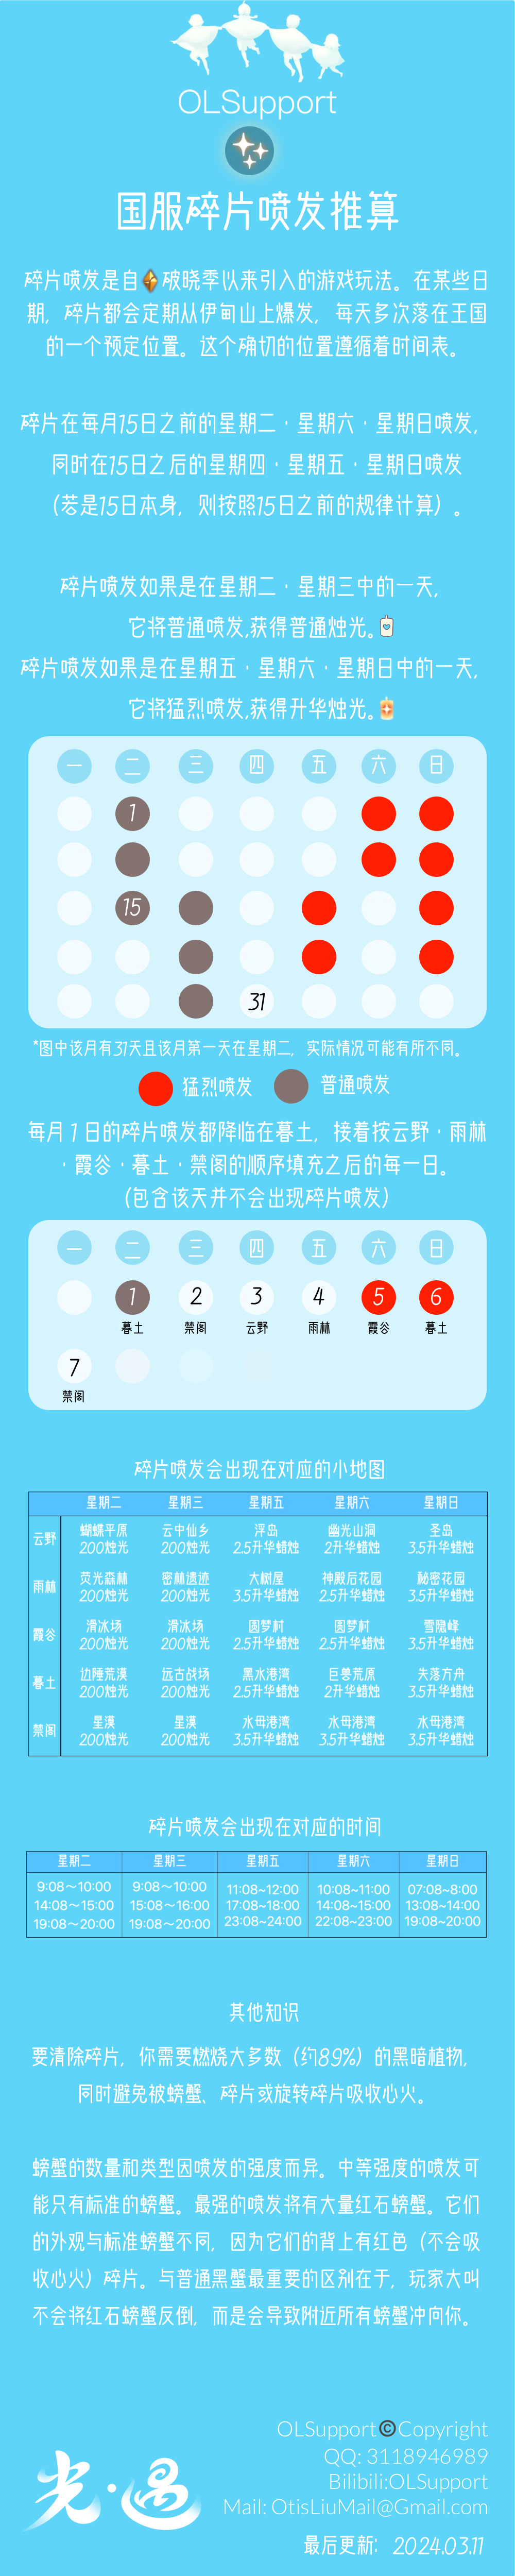 OLSupport
国服碎片喷发推算
碎片喷发是自破晓季以来引入的游戏玩法。在某些日
期，碎片都会定期从伊甸山上爆发，每天多次落在王国
的一个预定位置。这个确切的位置遵循着时间表。
碎片在每月15日之前的星期二·星期六·星期日喷发，
同时在15日之后的星期四·星期五·星期日喷发
（若是15日本身，则按照15日之前的规律计算）。
碎片喷发如果是在星期二·星期三中的一天，
它将普通喷发,获得普通烛光。
碎片喷发如果是在星期五·星期六·星期日中的一天，
它将猛烈喷发,获得升华烛光。
一 二 三 四 五 六 日
1
15
31
*图中该月有31天且该月第一天在星期二，实际情况可能有所不同。
猛烈喷发 普通喷发
每月1日的碎片喷发都降临在暮土，接着按云野·雨林
·霞谷·暮土·禁阁的顺序填充之后的每一日。
（包含该天并不会出现碎片喷发）
一 二 三 四 五 六 日
1 2 3 4 5 6
暮土 禁阁 云野 雨林 霞谷 暮土
7
禁阁
碎片喷发会出现在对应的小地图
星期二 星期三 星期五 星期六 星期日
云野 蝴蝶平原 云中仙乡 浮岛 幽光山洞 圣岛
200烛光 200烛光 2.5升华蜡烛 2升华蜡烛 3.5升华蜡烛
雨林 荧光森林 密林遗迹 大树屋 神殿后花园 秘密花园
200烛光 200烛光 3.5升华蜡烛 2.5升华蜡烛 3.5升华蜡烛
霞谷 滑冰场 滑冰场 圆梦村 圆梦村 雪隐峰
200烛光 200烛光 2.5升华蜡烛 2.5升华蜡烛 3.5升华蜡烛
暮土 边陲荒漠 远古战场 黑水港湾 巨兽荒原 失落方舟
200烛光 200烛光 2.5升华蜡烛 2升华蜡烛 3.5升华蜡烛
禁阁 星漠 星漠 水母港湾 水母港湾 水母港湾
200烛光 200烛光 3.5升华蜡烛 3.5升华蜡烛 3.5升华蜡烛
碎片喷发会出现在对应的时间
星期二 星期三 星期五 星期六 星期日
9:08～10:00 9:08～10:00 11:08~12:00 10:08~11:00 07:08~8:00
14:08～15:00 15:08～16:00 17:08~18:00 14:08~15:00 13:08~14:00
19:08～20:00 19:08～20:00 23:08~24:00 22:08~23:00 19:08~20:00
其他知识
要清除碎片，你需要燃烧大多数（约89%）的黑暗植物，
同时避免被螃蟹、碎片或旋转碎片吸收心火。
螃蟹的数量和类型因喷发的强度而异。中等强度的喷发可
能只有标准的螃蟹。最强的喷发将有大量红石螃蟹。它们
的外观与标准螃蟹不同，因为它们的背上有红色（不会吸
收心火）碎片。与普通黑蟹最重要的区别在于，玩家大叫
不会将红石螃蟹反倒，而是会导致附近所有螃蟹冲向你。
OLSupport©Copyright
QQ: 3118946989
Bilibili:OLSupport
Mail: OtisLiuMail@Gmail.com
光·遇
最后更新: 2024.03.11